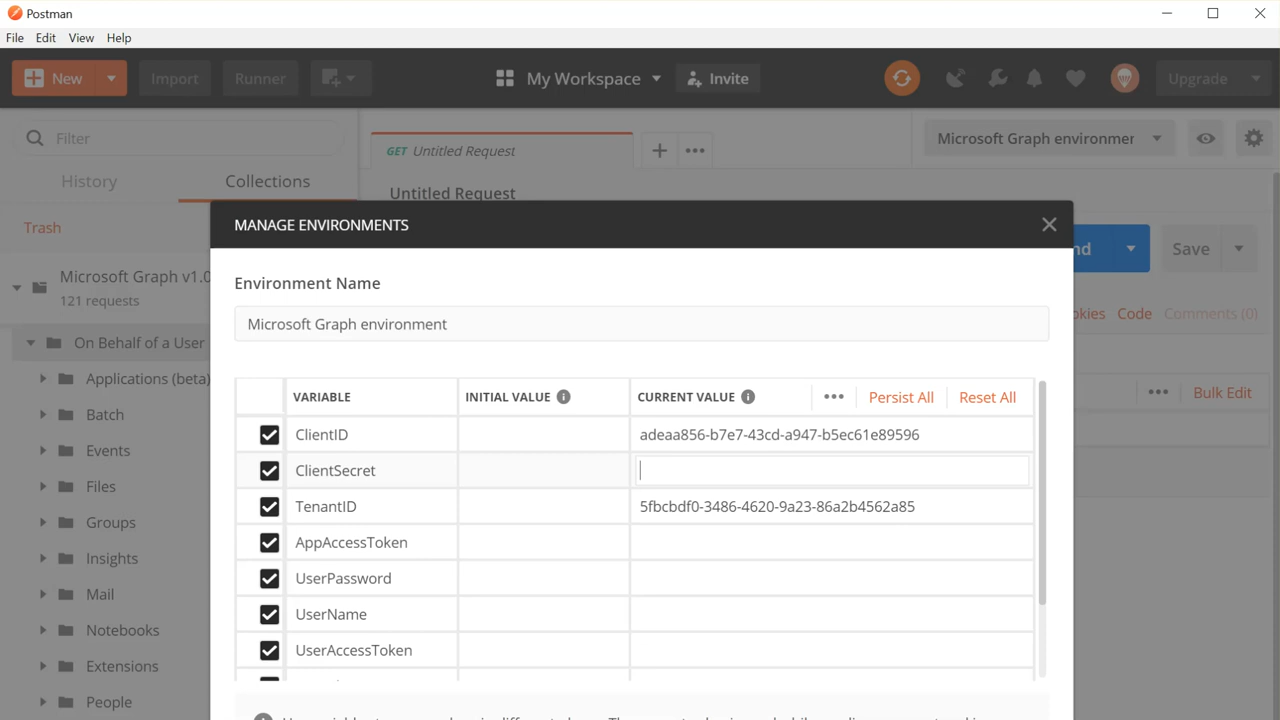 Postman
File Edit View Help
New Import Runner My Workspace Invite Upgrade
Filter
History Collections
Trash
Microsoft Graph v1.0
121 requests
On Behalf of a User
Applications (beta)
Batch
Events
Files
Groups
Insights
Mail
Notebooks
Extensions
People
GET Untitled Request
Microsoft Graph environmen
Untitled Request
nd Save
okies Code Comments (0)
Bulk Edit
MANAGE ENVIRONMENTS
Environment Name
Microsoft Graph environment
VARIABLE INITIAL VALUE CURRENT VALUE Persist All Reset All
ClientID adeaa856-b7e7-43cd-a947-b5ec61e89596
ClientSecret
TenantID 5fbcbdf0-3486-4620-9a23-86a2b4562a85
AppAccessToken
UserPassword
UserName
UserAccessToken